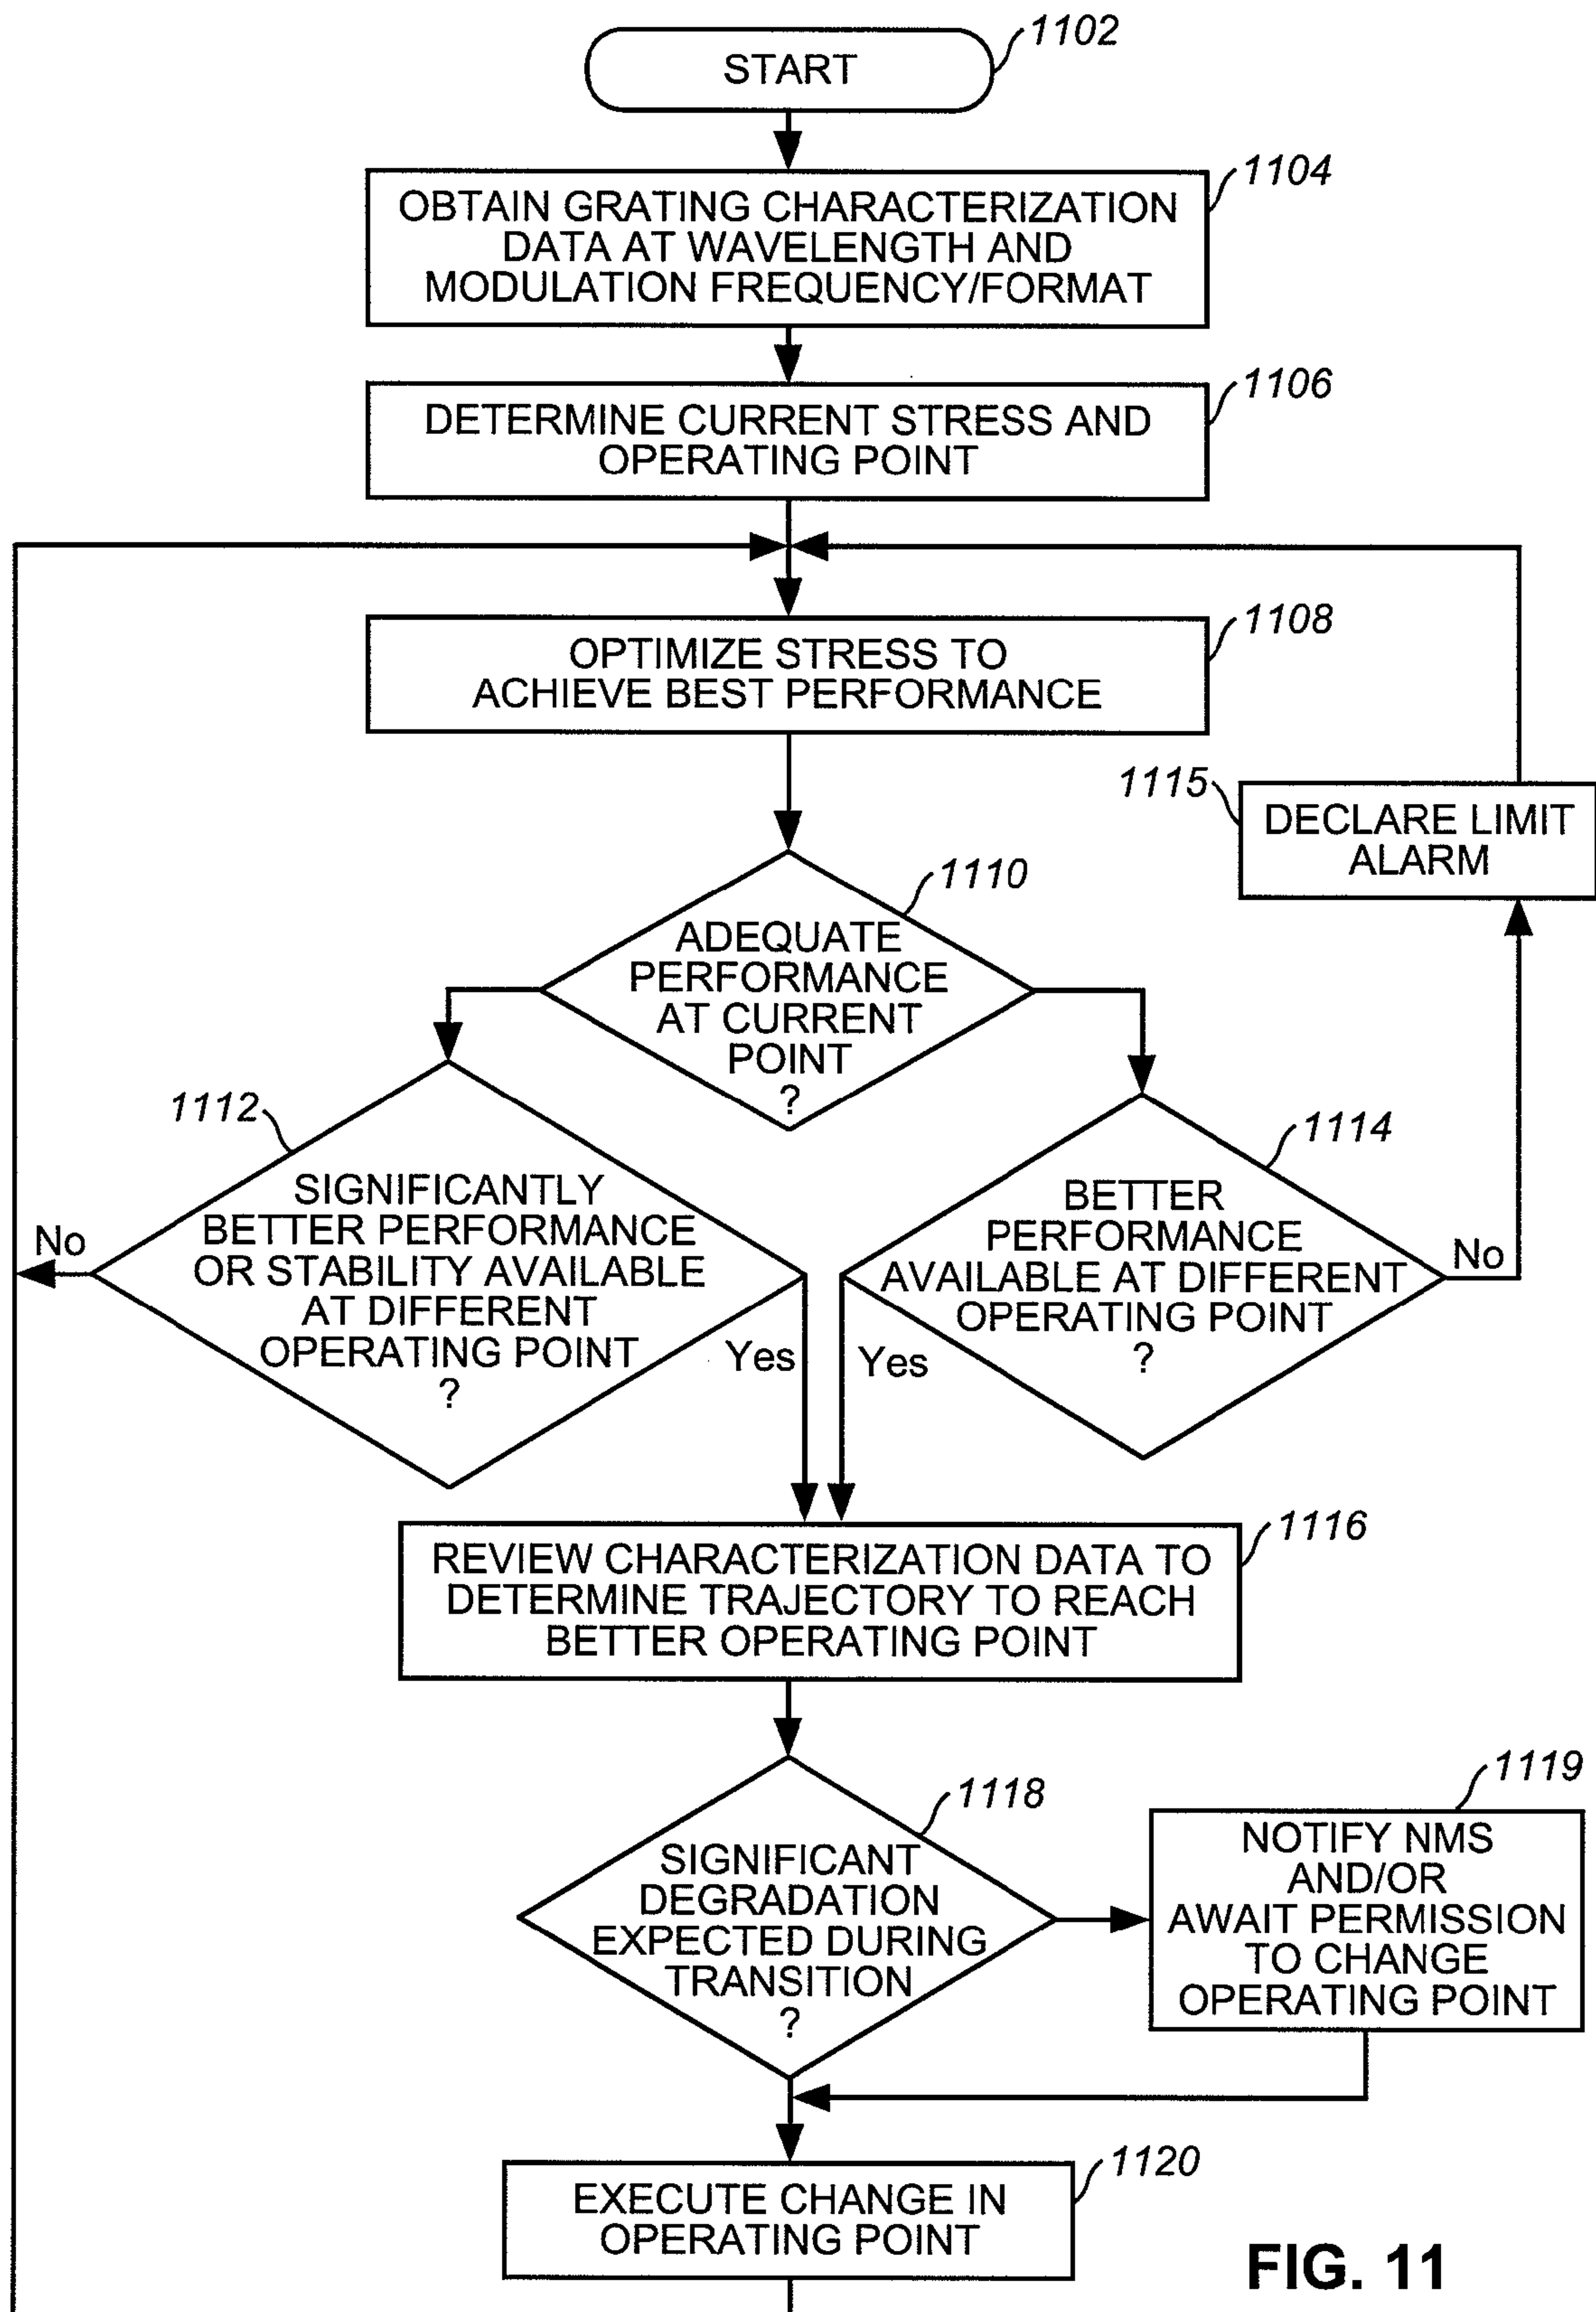 1102
START
1104
OBTAIN GRATING CHARACTERIZATION
DATA AT WAVELENGTH AND
MODULATION FREQUENCY/FORMAT
1106
DETERMINE CURRENT STRESS AND
OPERATING POINT
1108
OPTIMIZE STRESS TO
ACHIEVE BEST PERFORMANCE
1115
DECLARE LIMIT
ALARM
1110
ADEQUATE
PERFORMANCE
AT CURRENT
POINT
?
1112
SIGNIFICANTLY
BETTER PERFORMANCE
OR STABILITY AVAILABLE
AT DIFFERENT
OPERATING POINT
?
No
Yes
1114
BETTER
PERFORMANCE
AVAILABLE AT DIFFERENT
OPERATING POINT
?
No
Yes
1116
REVIEW CHARACTERIZATION DATA TO
DETERMINE TRAJECTORY TO REACH
BETTER OPERATING POINT
1118
SIGNIFICANT
DEGRADATION
EXPECTED DURING
TRANSITION
?
1119
NOTIFY NMS
AND/OR
AWAIT PERMISSION
TO CHANGE
OPERATING POINT
1120
EXECUTE CHANGE IN
OPERATING POINT
FIG. 11